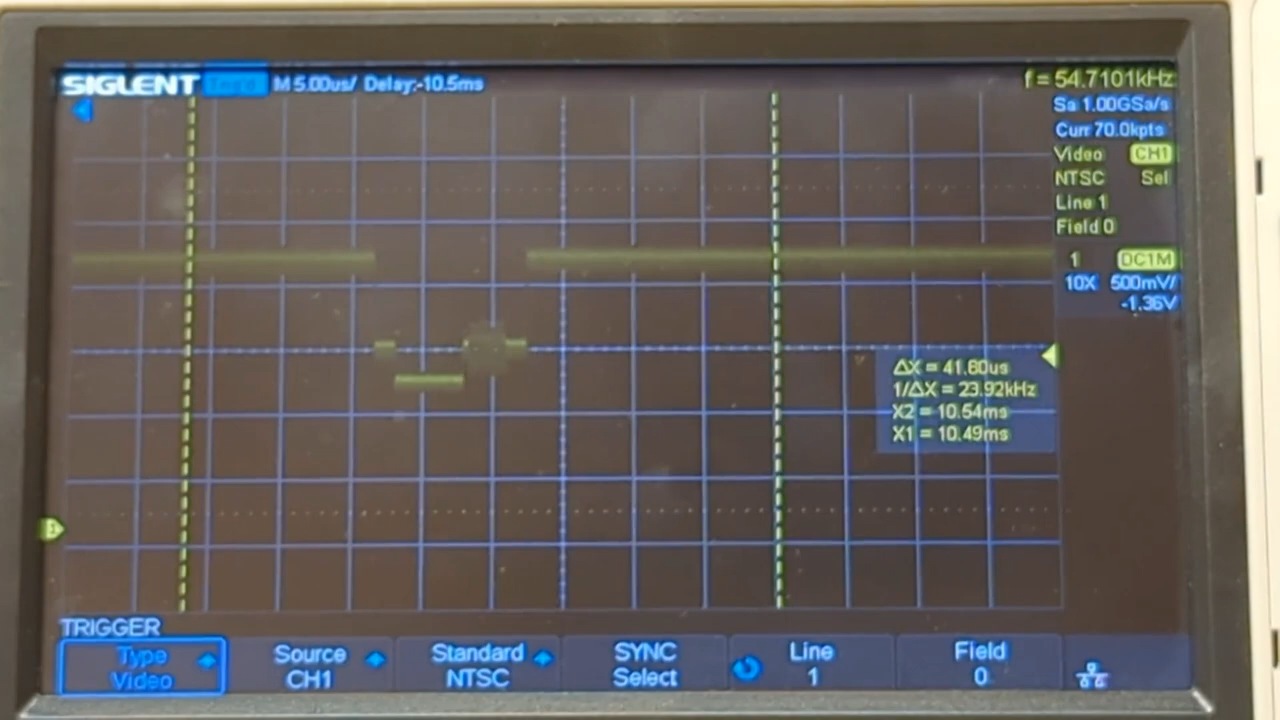 SIGLENT Trig'd M 5.00us/ Delay:-10.5ms
f = 54.7101kHz
Sa 1.00GSa/s
Curr 70.0kpts
Video CH1
NTSC Sel
Line 1
Field 0
1 DC1M
10X 500mV/
-1.36V
ΔX = 41.80us
1/ΔX = 23.92kHz
X2 = 10.54ms
X1 = 10.49ms
1
TRIGGER
Type
Video
Source
CH1
Standard
NTSC
SYNC
Select
Line
1
Field
0